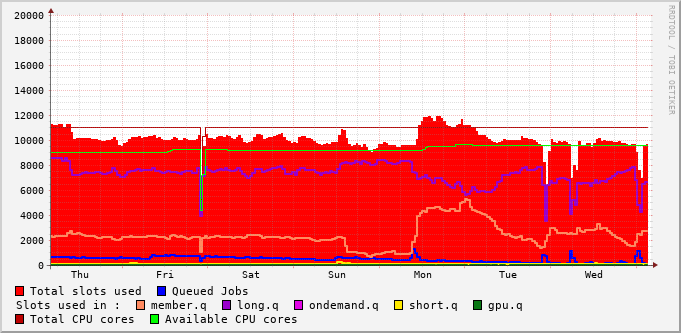 20000
18000
16000
14000
12000
10000
8000
6000
4000
2000
0
Thu Fri Sat Sun Mon Tue Wed
RRDTOOL / TOBI OETIKER
Total slots used Queued Jobs
Slots used in : member.q long.q ondemand.q short.q gpu.q
Total CPU cores Available CPU cores